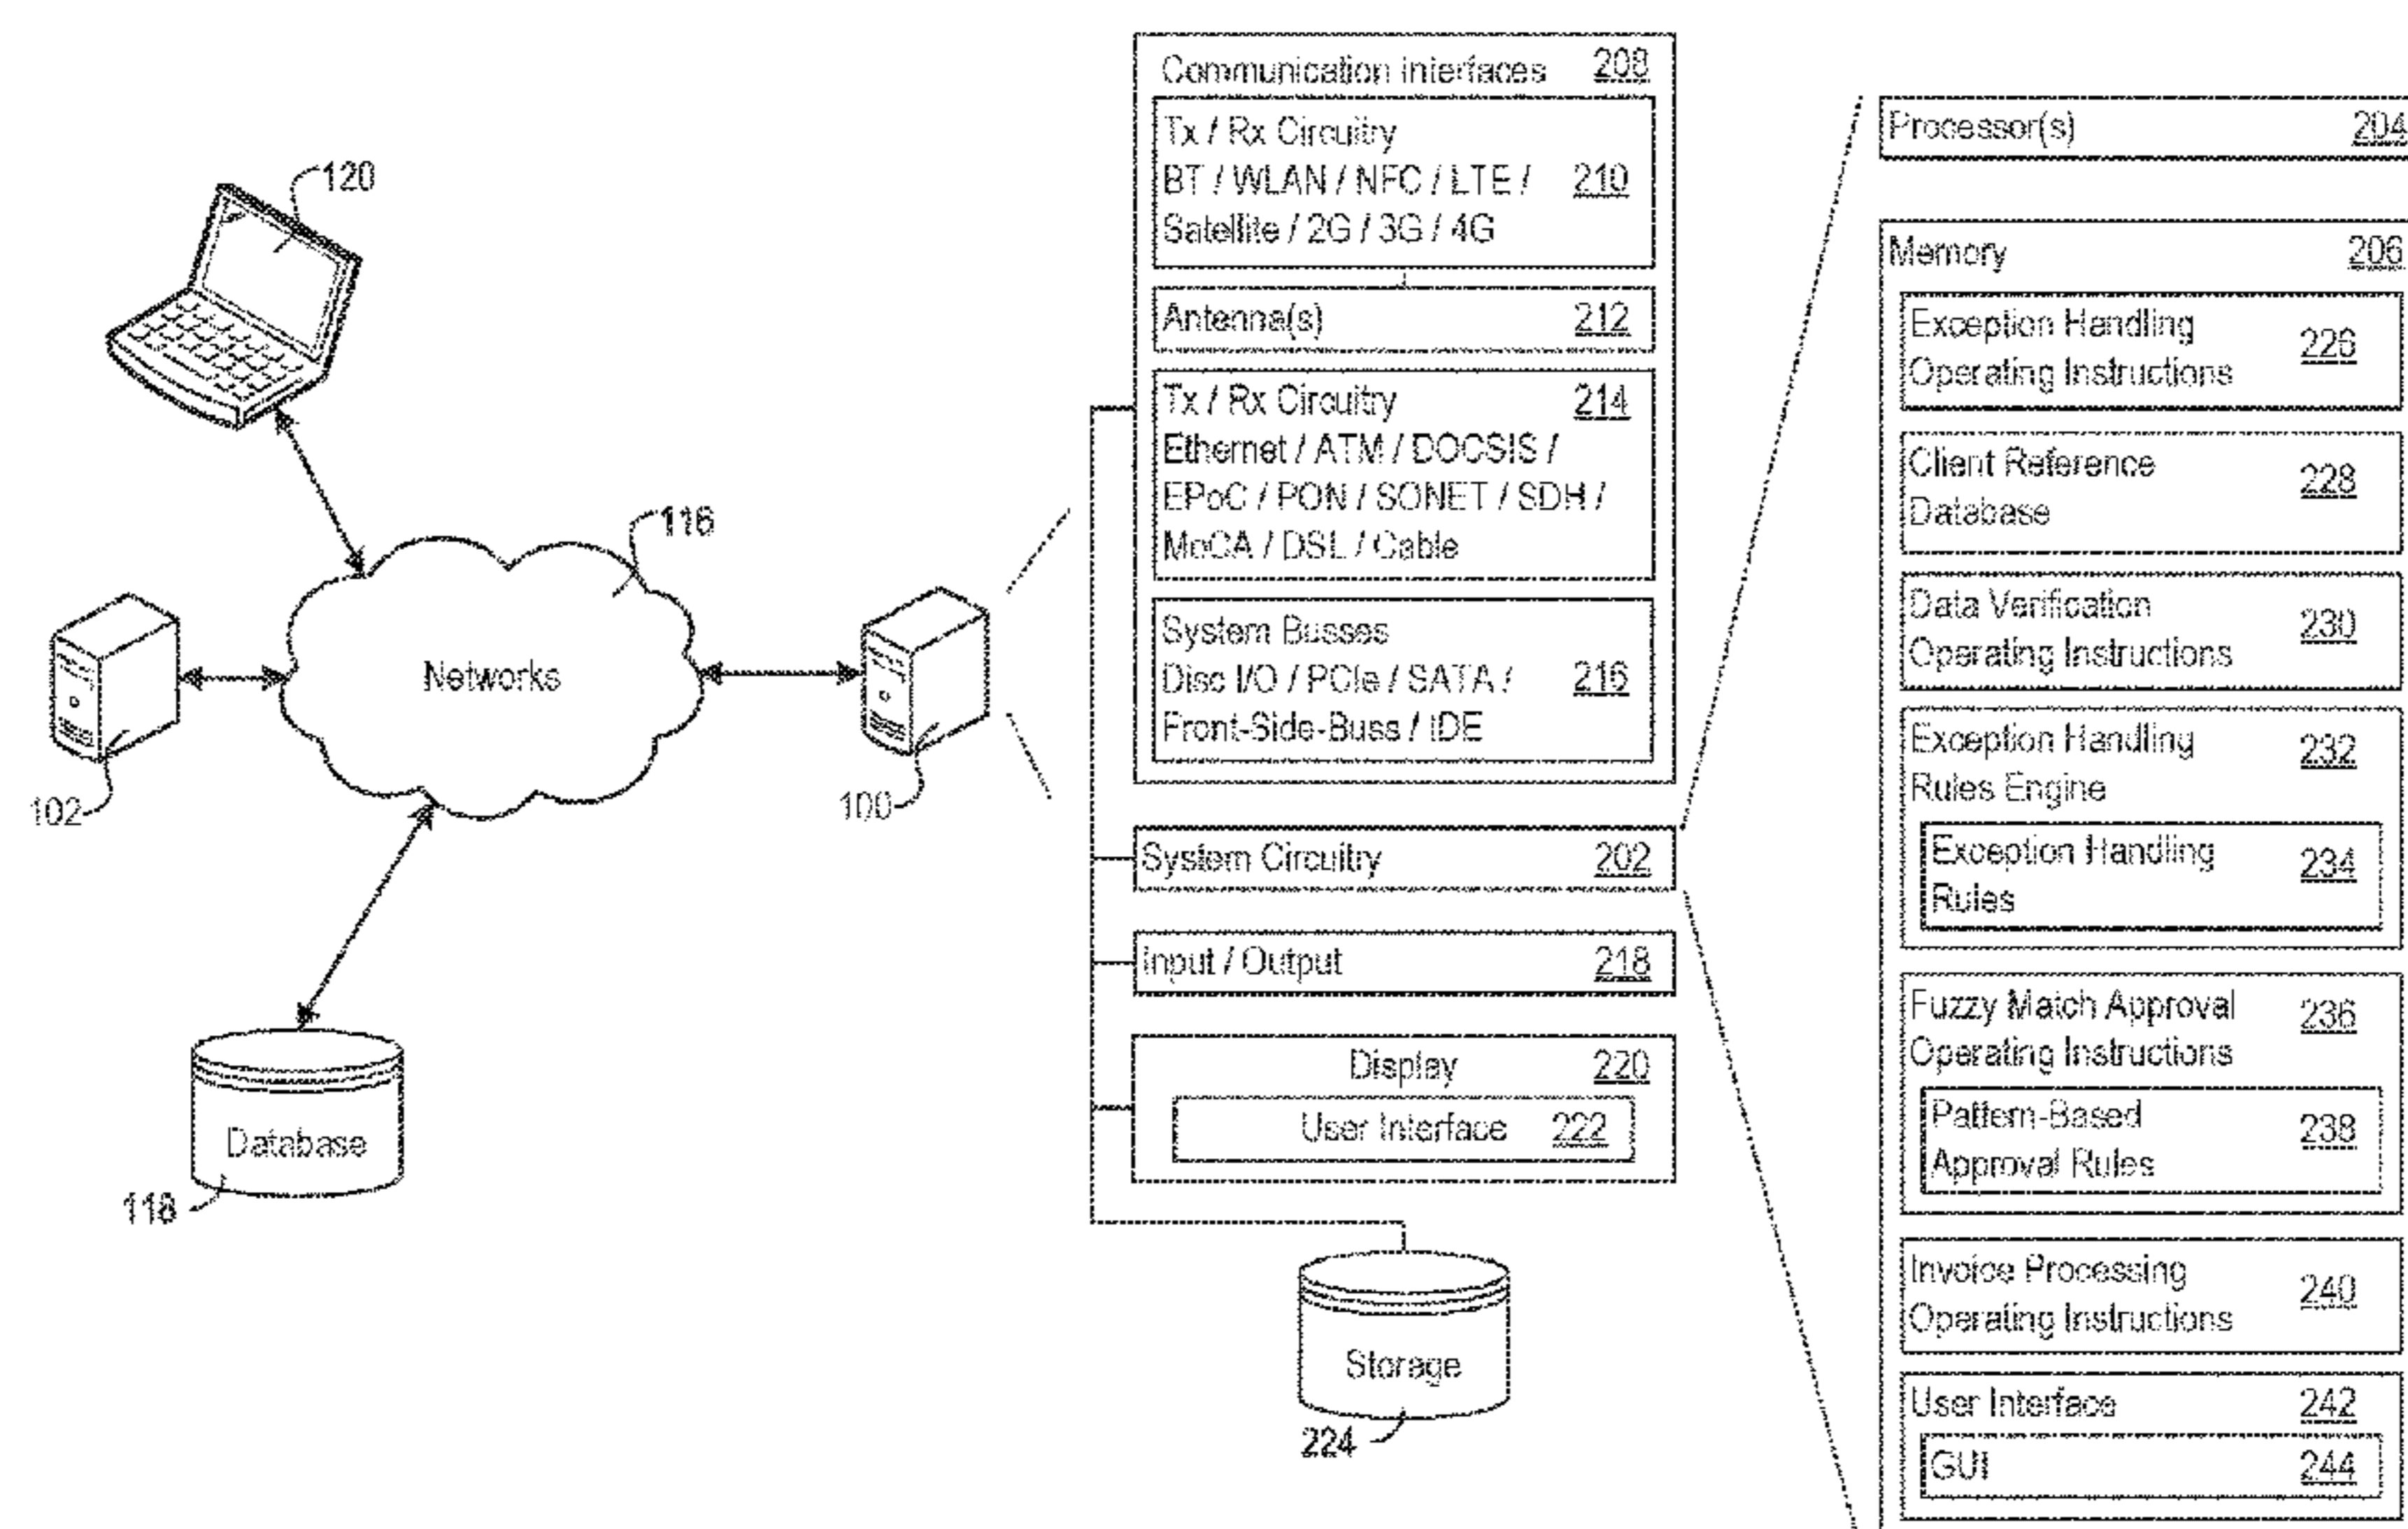 120
116
Networks
102
100
Database
118
Communication Interfaces 208
Tx / Rx Circuitry
BT / WLAN / NFC / LTE / 210
Satellite / 2G / 3G / 4G
Antenna(s) 212
Tx / Rx Circuitry 214
Ethernet / ATM / DOCSIS /
EPoC / PON / SONET / SDH /
MoCA / DSL / Cable
System Busses
Disc I/O / PCIe / SATA / 216
Front-Side-Buss / IDE
System Circuitry 202
Input / Output 218
Display 220
User Interface 222
Storage
224
Processor(s) 204
Memory 206
Exception Handling 226
Operating Instructions
Client Reference 228
Database
Data Verification 230
Operating Instructions
Exception Handling 232
Rules Engine
Exception Handling 234
Rules
Fuzzy Match Approval 236
Operating Instructions
Pattern-Based 238
Approval Rules
Invoice Processing 240
Operating Instructions
User Interface 242
GUI 244